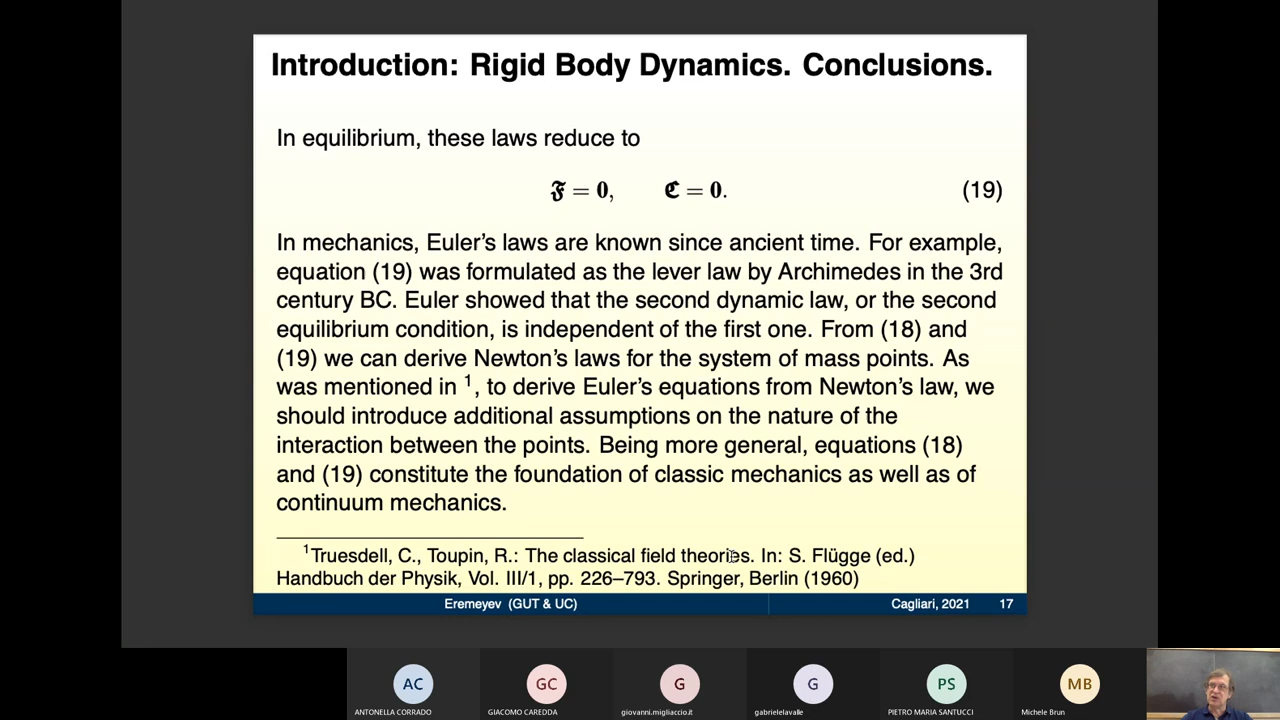 Introduction: Rigid Body Dynamics. Conclusions.
In equilibrium, these laws reduce to
𝕱 = 0, 𝕮 = 0. (19)
In mechanics, Euler's laws are known since ancient time. For example,
equation (19) was formulated as the lever law by Archimedes in the 3rd
century BC. Euler showed that the second dynamic law, or the second
equilibrium condition, is independent of the first one. From (18) and
(19) we can derive Newton's laws for the system of mass points. As
was mentioned in ¹, to derive Euler's equations from Newton's law, we
should introduce additional assumptions on the nature of the
interaction between the points. Being more general, equations (18)
and (19) constitute the foundation of classic mechanics as well as of
continuum mechanics.
¹Truesdell, C., Toupin, R.: The classical field theories. In: S. Flügge (ed.)
Handbuch der Physik, Vol. III/1, pp. 226–793. Springer, Berlin (1960)
Eremeyev (GUT & UC) Cagliari, 2021 17
AC GC G G PS MB
ANTONELLA CORRADO GIACOMO CAREDDA giovanni.migliaccio.it gabrielelavalle PIETRO MARIA SANTUCCI Michele Brun